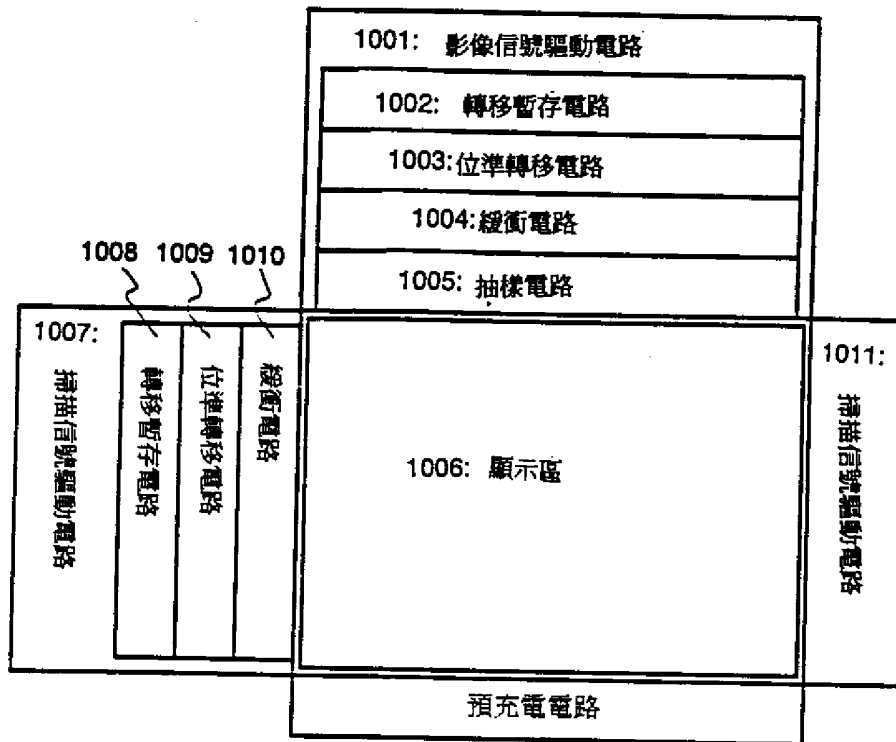 1001: 影像信號驅動電路
1002: 轉移暫存電路
1003:位準轉移電路
1004:緩衝電路
1005: 抽樣電路
1008 1009 1010
1007:
掃描信號驅動電路
轉移暫存電路
位準轉移電路
緩衝電路
1006: 顯示區
1011:
掃描信號驅動電路
預充電電路